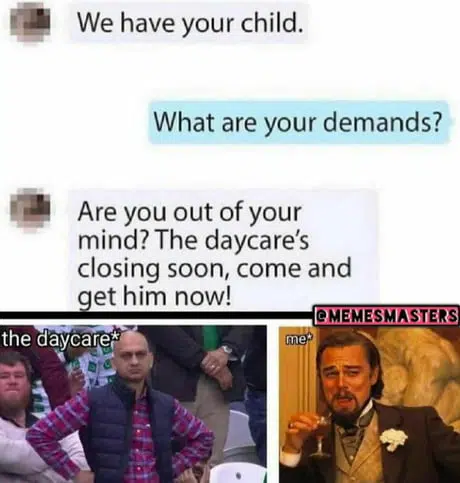 We have your child.
What are your demands?
Are you out of your
mind? The daycare's
closing soon, come and
get him now!
@MEMESMASTERS
the daycare*
me*